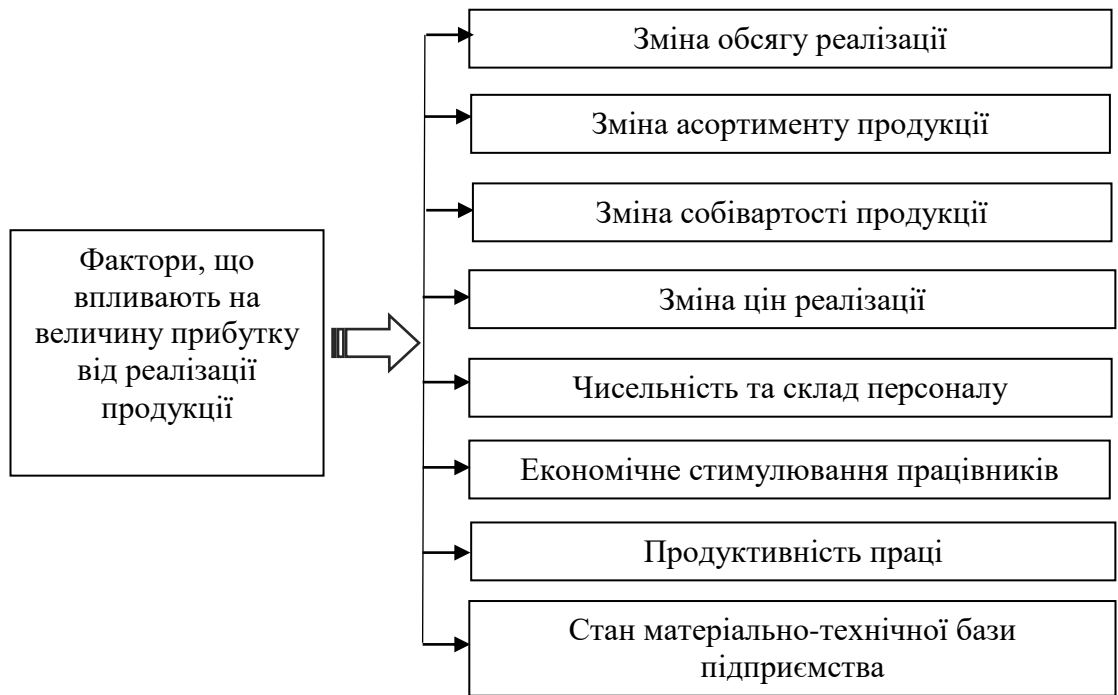 Фактори, що
впливають на
величину прибутку
від реалізації
продукції
Зміна обсягу реалізації
Зміна асортименту продукції
Зміна собівартості продукції
Зміна цін реалізації
Чисельність та склад персоналу
Економічне стимулювання працівників
Продуктивність праці
Стан матеріально-технічної бази
підприємства